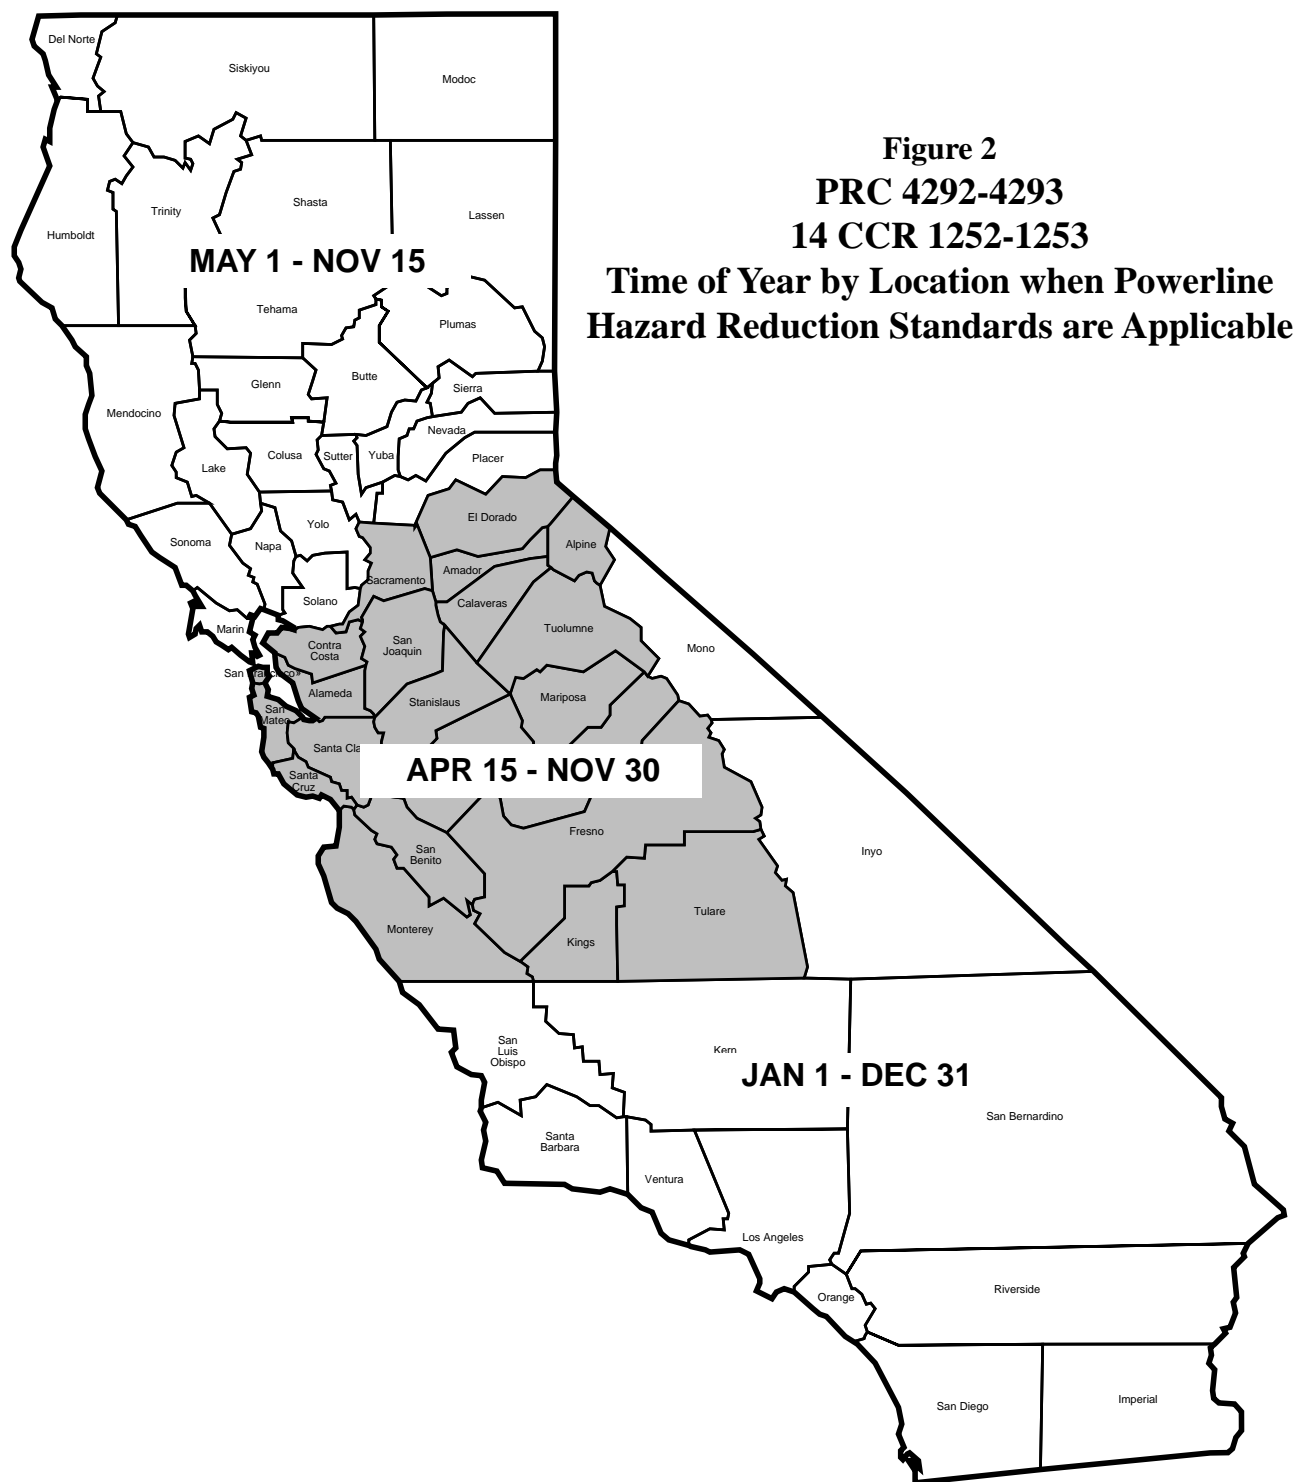 Figure 2
PRC 4292-4293
14 CCR 1252-1253
Time of Year by Location when Powerline
Hazard Reduction Standards are Applicable
Del Norte
Siskiyou
Modoc
Humboldt
Trinity
Shasta
Lassen
MAY 1 - NOV 15
Tehama
Plumas
Butte
Glenn
Sierra
Mendocino
Nevada
Lake
Colusa
Sutter
Yuba
Placer
El Dorado
Yolo
Sonoma
Napa
Alpine
Amador
Sacramento
Solano
Calaveras
Marin
Tuolumne
Contra
Costa
San
Joaquin
Mono
San Francisco»
Alameda
Mariposa
Stanislaus
San
Mateo
Santa Cla
APR 15 - NOV 30
Santa
Cruz
Fresno
San
Benito
Inyo
Tulare
Monterey
Kings
San
Luis
Obispo
Kern
JAN 1 - DEC 31
San Bernardino
Santa
Barbara
Ventura
Los Angeles
Orange
Riverside
San Diego
Imperial